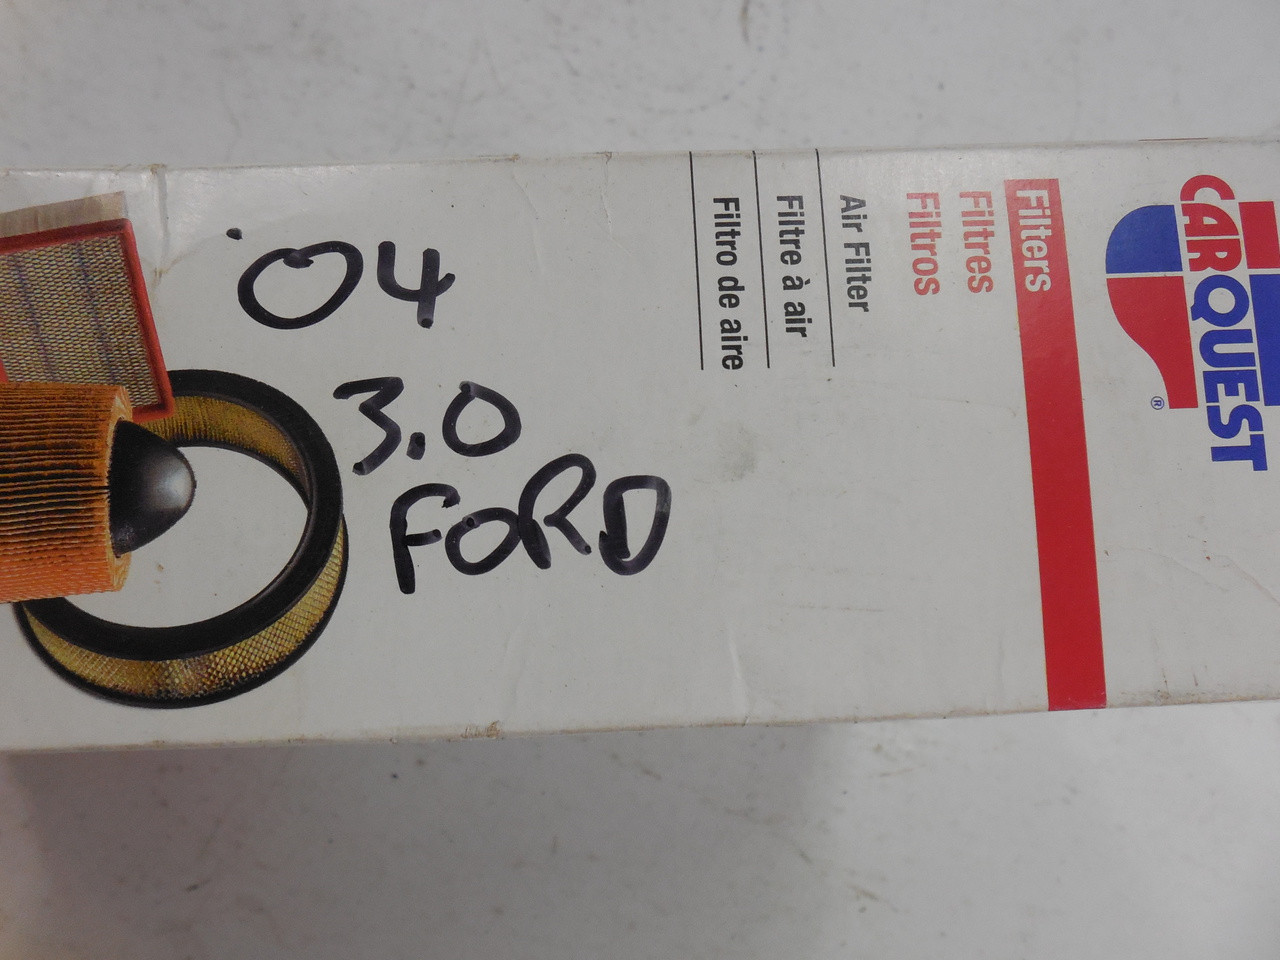 '04
3.0
FORD
CARQUEST
®
Filters
Filtres
Filtros
Air Filter
Filtre à air
Filtro de aire